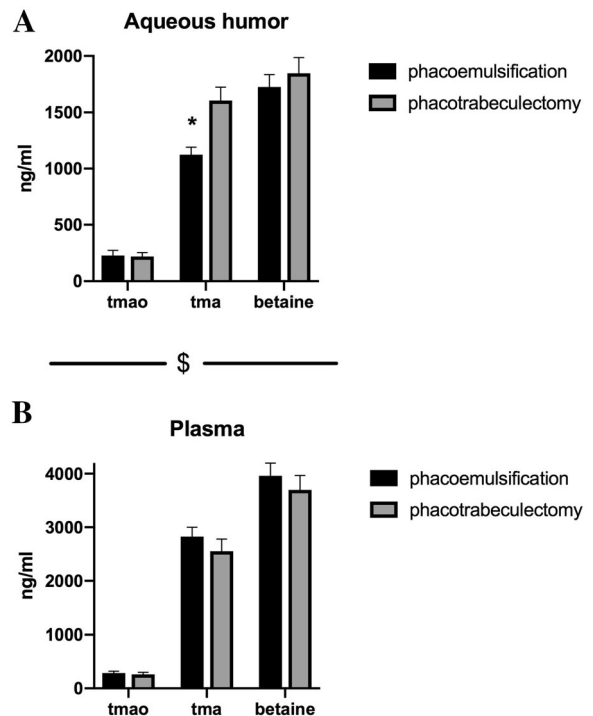 A
Aqueous humor
2000
1500
1000
500
0
ng/ml
*
tmao tma betaine
phacoemulsification
phacotrabeculectomy
$
B
Plasma
4000
3000
2000
1000
0
ng/ml
tmao tma betaine
phacoemulsification
phacotrabeculectomy